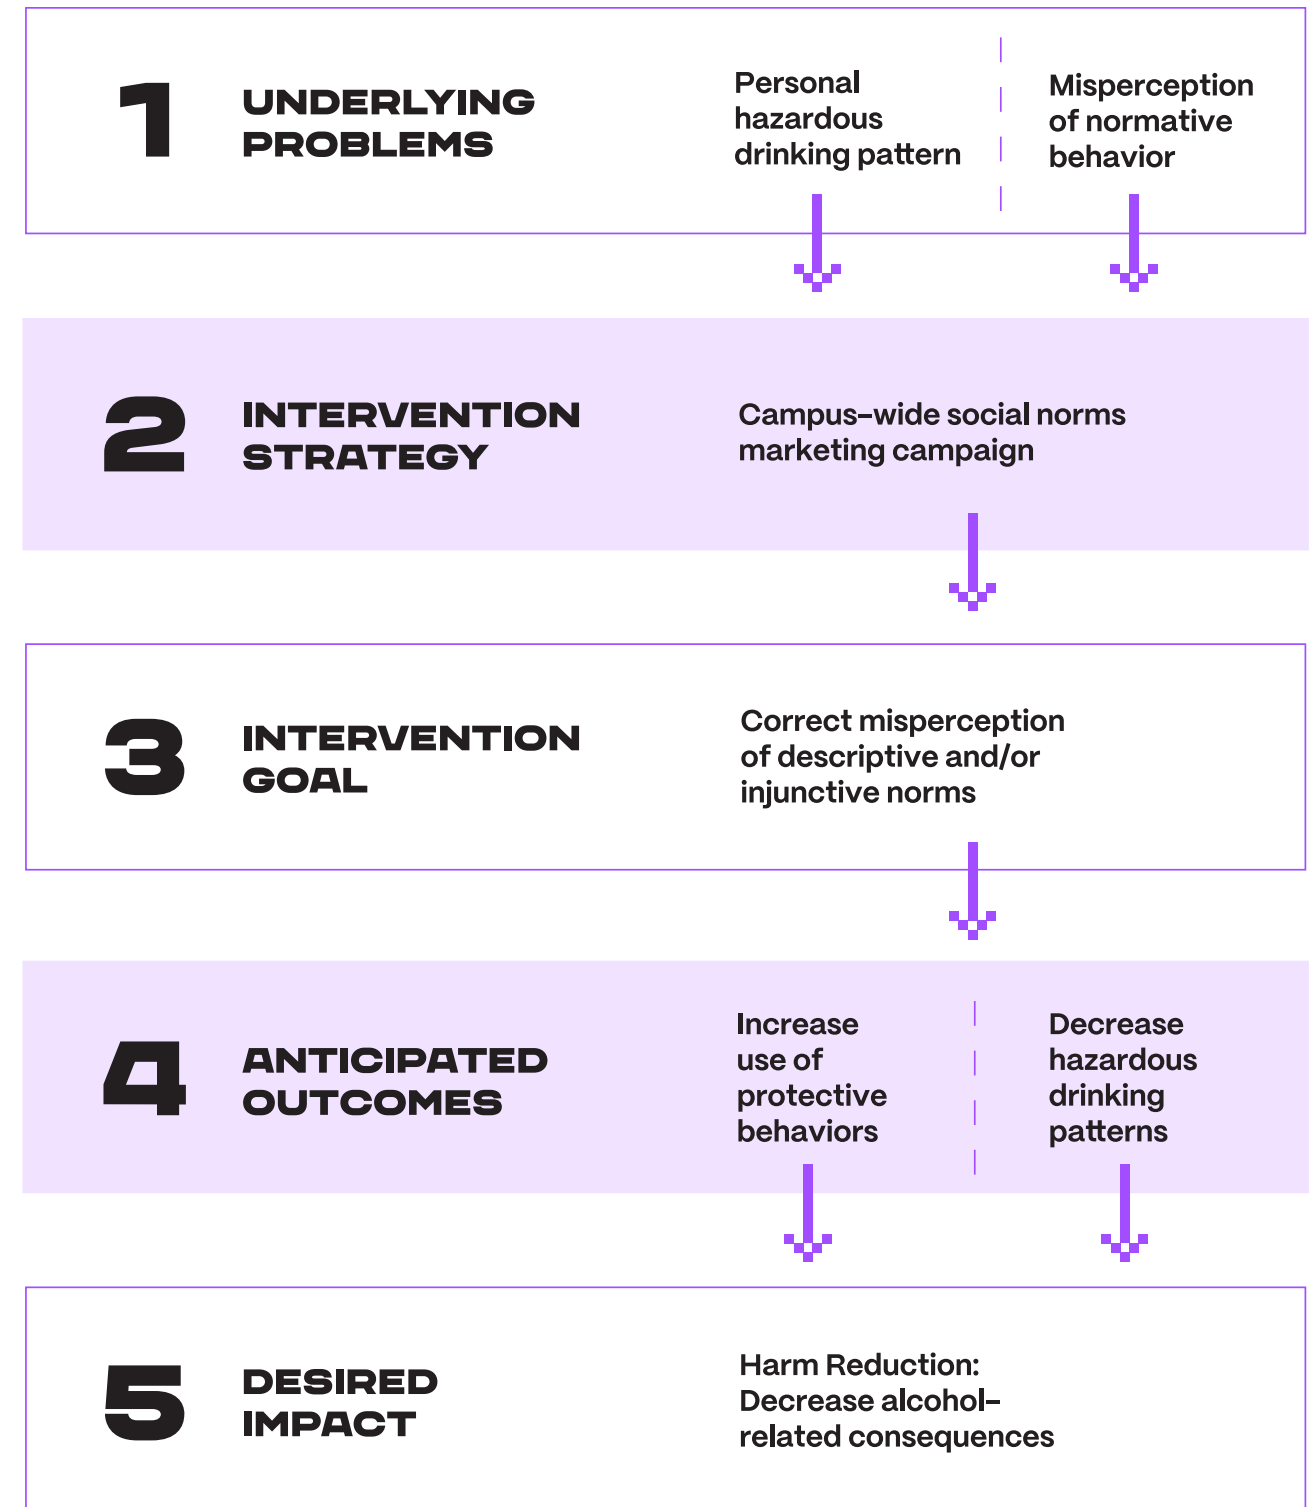 1
UNDERLYING
PROBLEMS
Personal
hazardous
drinking pattern
Misperception
of normative
behavior
2
INTERVENTION
STRATEGY
Campus-wide social norms
marketing campaign
3
INTERVENTION
GOAL
Correct misperception
of descriptive and/or
injunctive norms
4
ANTICIPATED
OUTCOMES
Increase
use of
protective
behaviors
Decrease
hazardous
drinking
patterns
5
DESIRED
IMPACT
Harm Reduction:
Decrease alcohol-
related consequences